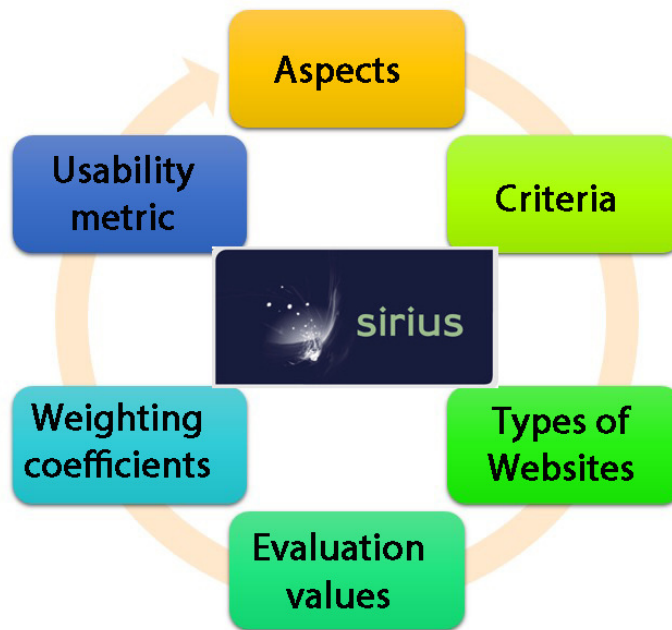 Aspects
Criteria
Types of
Websites
Evaluation
values
Weighting
coefficients
Usability
metric
sirius